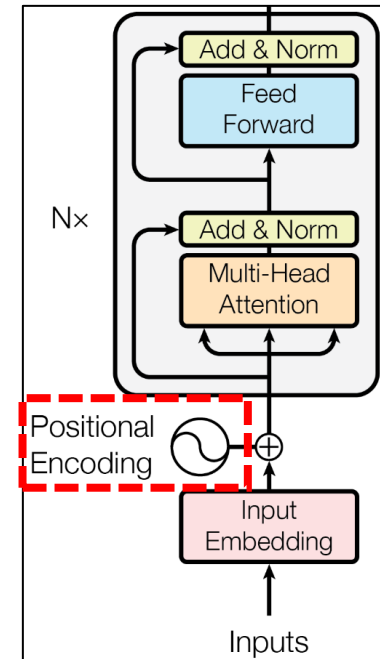 Add & Norm
Feed
Forward
N×
Add & Norm
Multi-Head
Attention
Positional
Encoding
Input
Embedding
Inputs